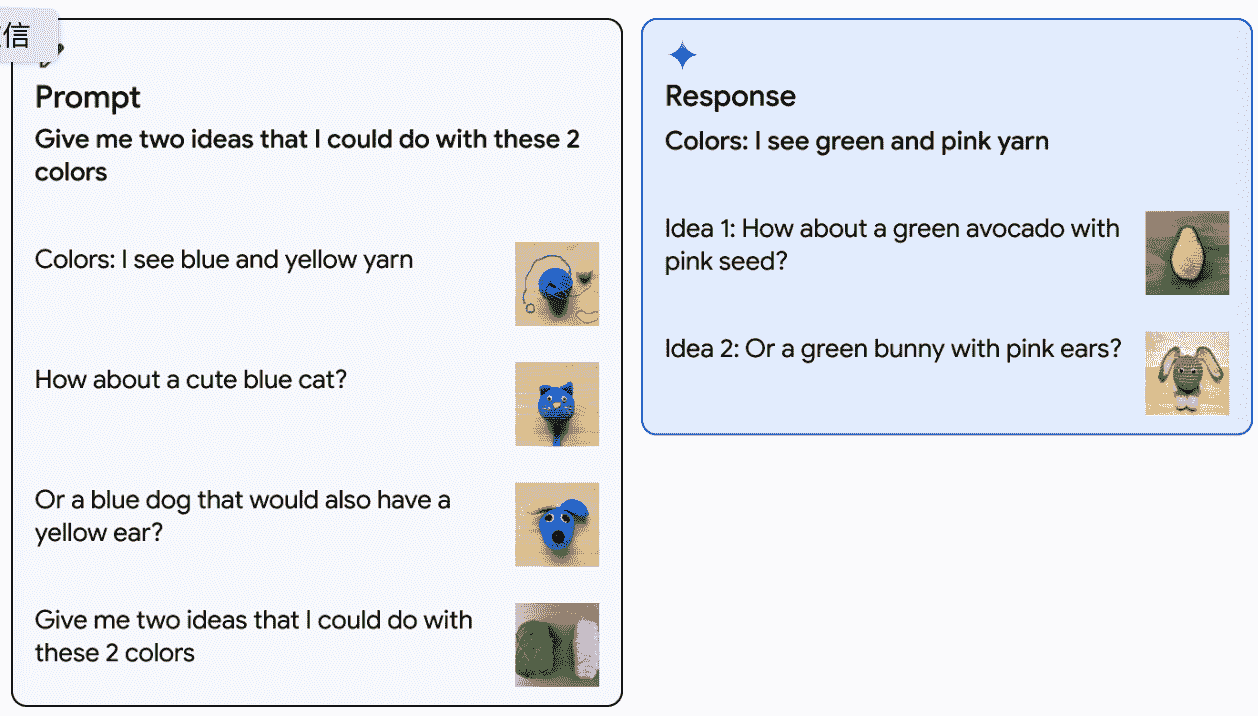 信
Prompt
Give me two ideas that I could do with these 2
colors
Colors: I see blue and yellow yarn
How about a cute blue cat?
Or a blue dog that would also have a
yellow ear?
Give me two ideas that I could do with
these 2 colors
Response
Colors: I see green and pink yarn
Idea 1: How about a green avocado with
pink seed?
Idea 2: Or a green bunny with pink ears?